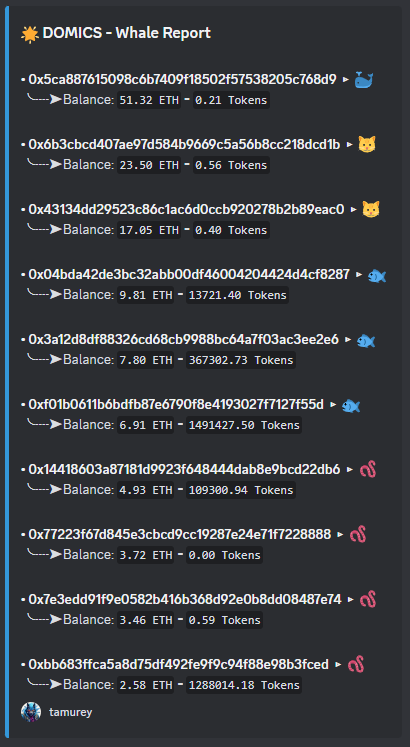 🌟 DOMICS - Whale Report
• 0x5ca887615098c6b7409f18502f57538205c768d9 ▸ 🐳
╰┈➤Balance: 51.32 ETH - 0.21 Tokens
• 0x6b3cbcd407ae97d584b9669c5a56b8cc218dcd1b ▸ 🐱
╰┈➤Balance: 23.50 ETH - 0.56 Tokens
• 0x43134dd29523c86c1ac6d0ccb920278b2b89eac0 ▸ 🐱
╰┈➤Balance: 17.05 ETH - 0.40 Tokens
• 0x04bda42de3bc32abb00df46004204424d4cf8287 ▸ 🐟
╰┈➤Balance: 9.81 ETH - 13721.40 Tokens
• 0x3a12d8df88326cd68cb9988bc64a7f03ac3ee2e6 ▸ 🐟
╰┈➤Balance: 7.80 ETH - 367302.73 Tokens
• 0xf01b0611b6bdfb87e6790f8e4193027ff7127f55d ▸ 🐟
╰┈➤Balance: 6.91 ETH - 1491427.50 Tokens
• 0x14418603a87181d9923f648444dab8e9bcd22db6 ▸ 🪱
╰┈➤Balance: 4.93 ETH - 109300.94 Tokens
• 0x77223f67d845e3cbcd9cc19287e24e71f7228888 ▸ 🪱
╰┈➤Balance: 3.72 ETH - 0.00 Tokens
• 0x7e3edd91f9e0582b416b368d92e0b8dd08487e74 ▸ 🪱
╰┈➤Balance: 3.46 ETH - 0.59 Tokens
• 0xbb683ffca5a8d75df492fe9f9c94f88e98b3fced ▸ 🪱
╰┈➤Balance: 2.58 ETH - 1288014.18 Tokens
tamurey